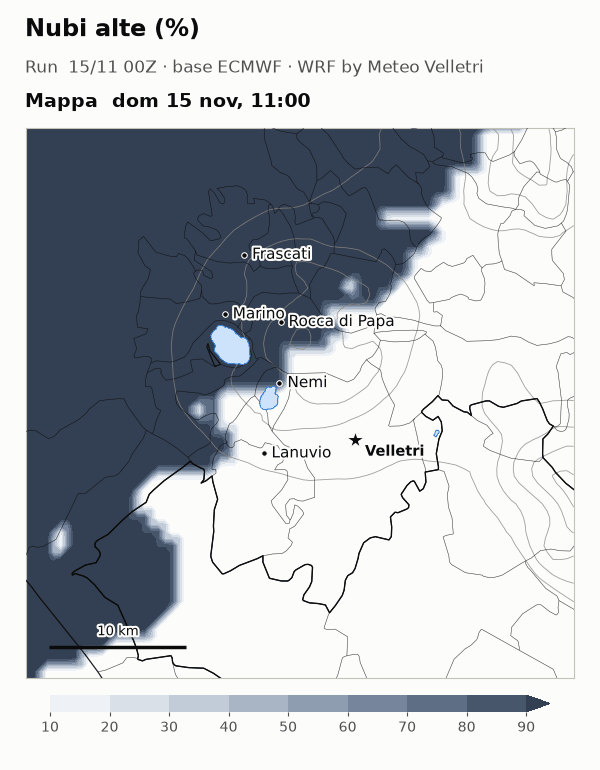 Nubi alte (%)
Run  15/11 00Z · base ECMWF · WRF by Meteo Velletri
Mappa  dom 15 nov, 11:00
Frascati
Marino
Rocca di Papa
Nemi
Velletri
Lanuvio
10 km
10 20 30 40 50 60 70 80 90